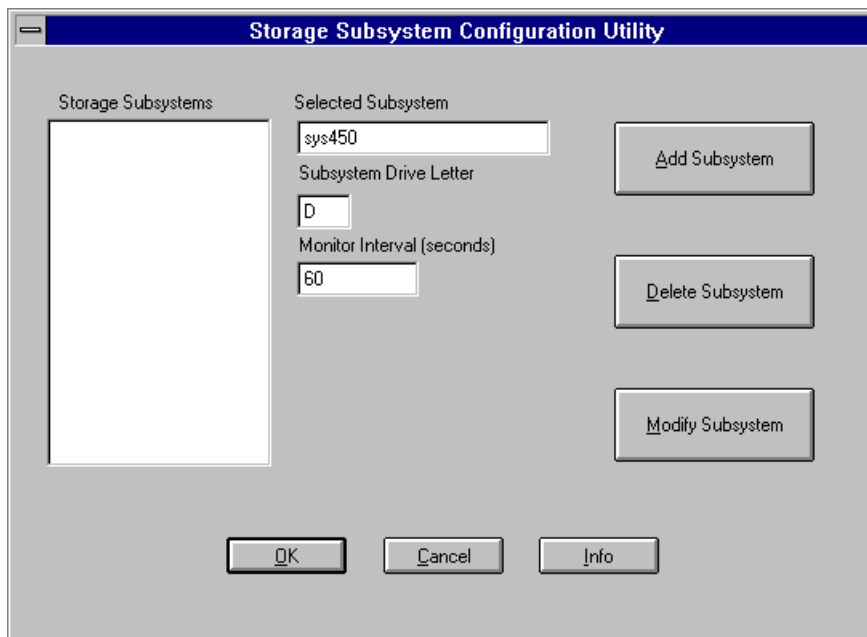 Storage Subsystem Configuration Utility
Storage Subsystems
Selected Subsystem
sys450
Subsystem Drive Letter
D
Monitor Interval (seconds)
60
Add Subsystem
Delete Subsystem
Modify Subsystem
OK
Cancel
Info